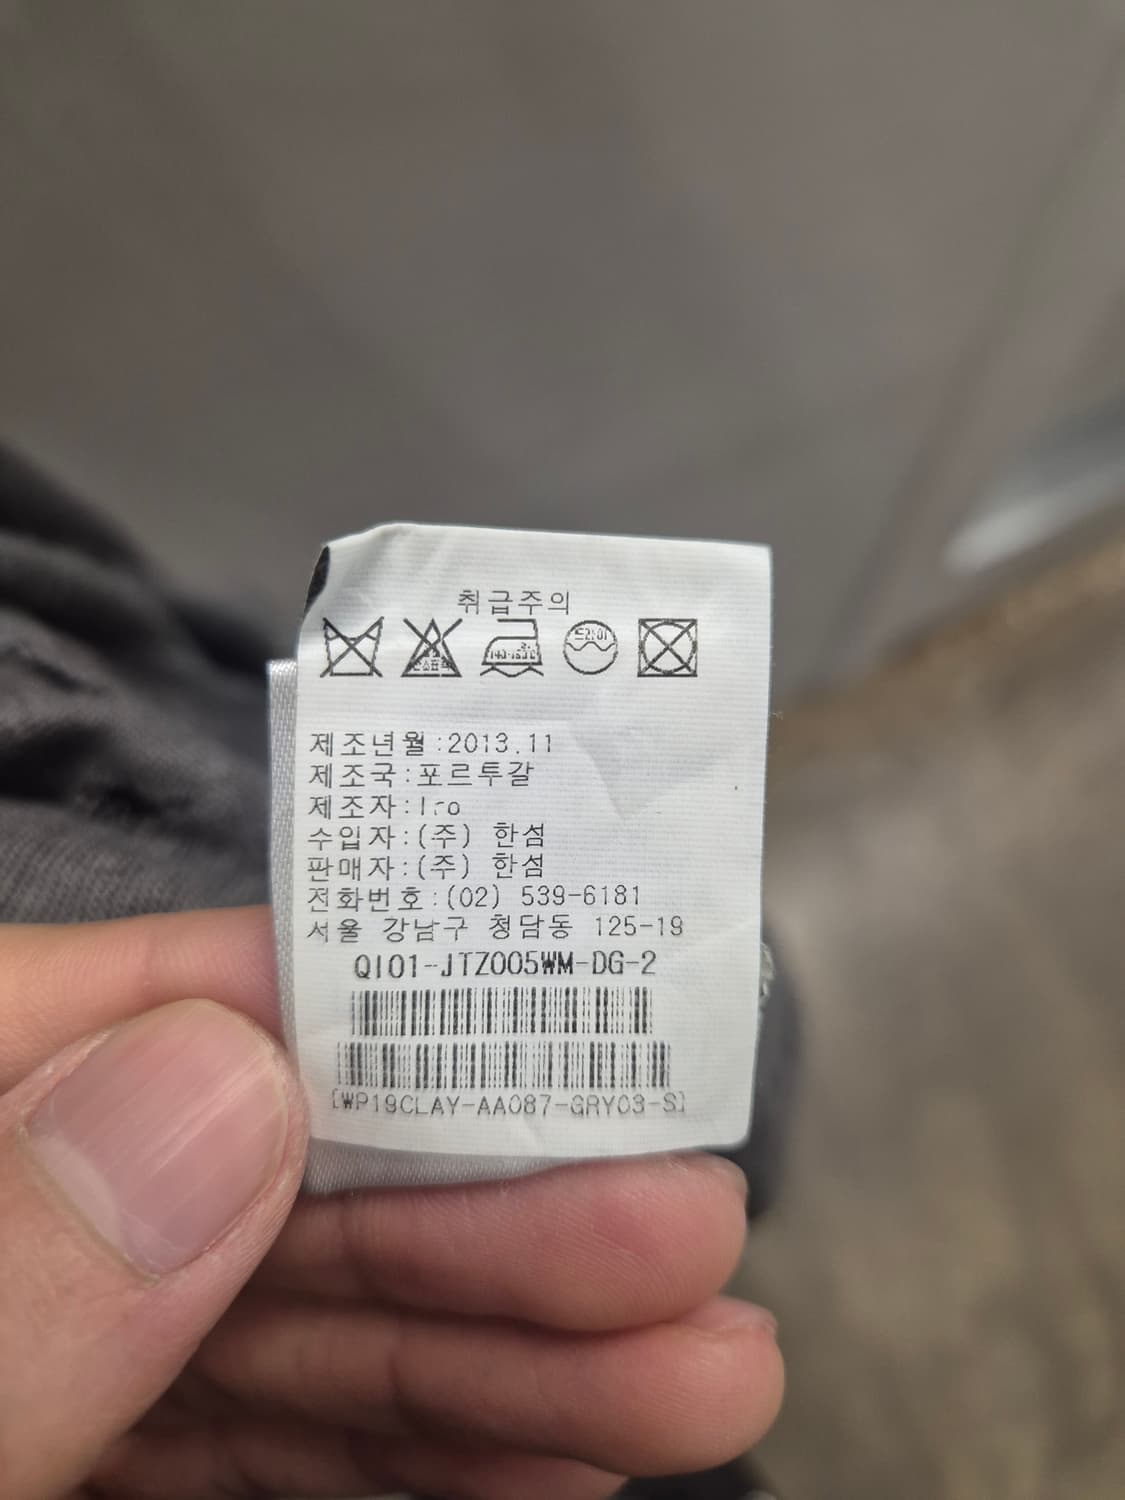 취급주의
드라이
제조년월:2013.11
제조국:포르투갈
제조자:Iro
수입자:(주) 한섬
판매자:(주) 한섬
전화번호:(02) 539-6181
서울 강남구 청담동 125-19
QI01-JTZ005WM-DG-2
[WP19CLAY-AA087-GRY03-S]